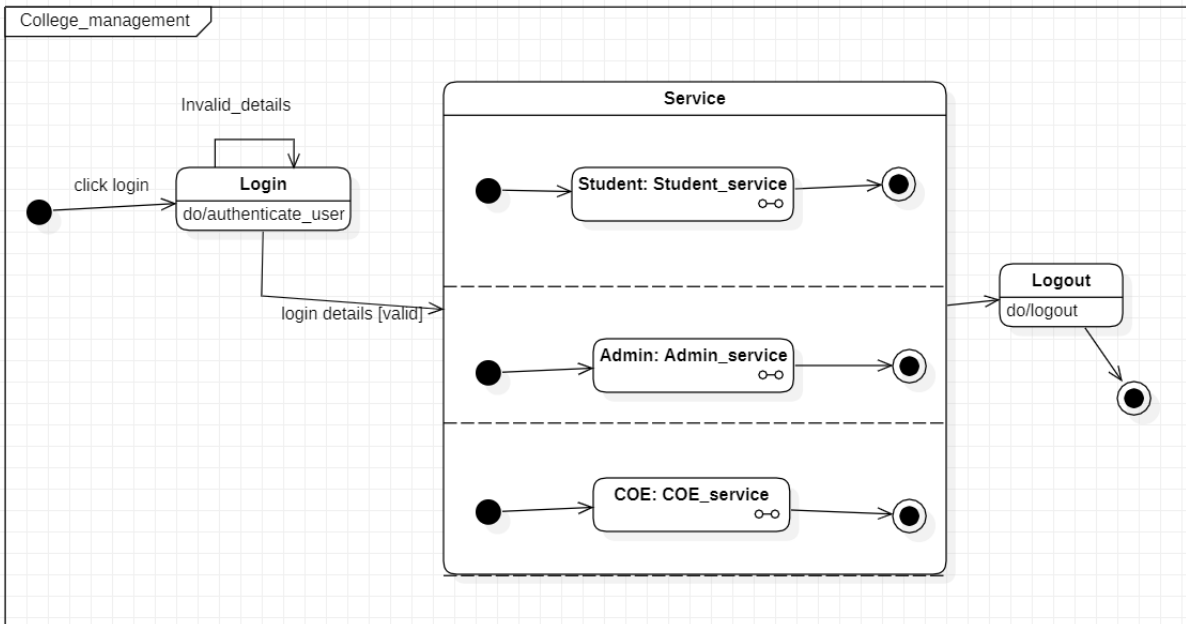 College_management
Invalid_details
Service
click login
Login
do/authenticate_user
Student: Student_service
login details [valid]
Logout
do/logout
Admin: Admin_service
COE: COE_service